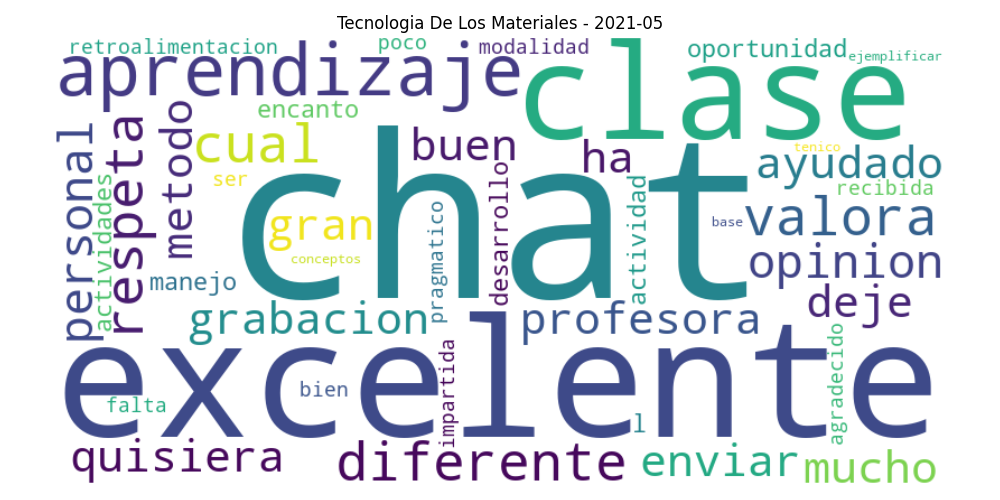 Tecnologia De Los Materiales - 2021-05
retroalimentacion
poco
modalidad
oportunidad
ejemplificar
aprendizaje
clase
encanto
personal
actividades
respeta
metodo
cual
buen
ha
tenico
ayudado
ser
chat
recibida
gran
pragmatico
desarrollo
actividad
base
valora
conceptos
opinion
manejo
deje
grabacion
profesora
excelente
bien
impartida
agradecido
falta
l
quisiera
diferente
enviar
mucho